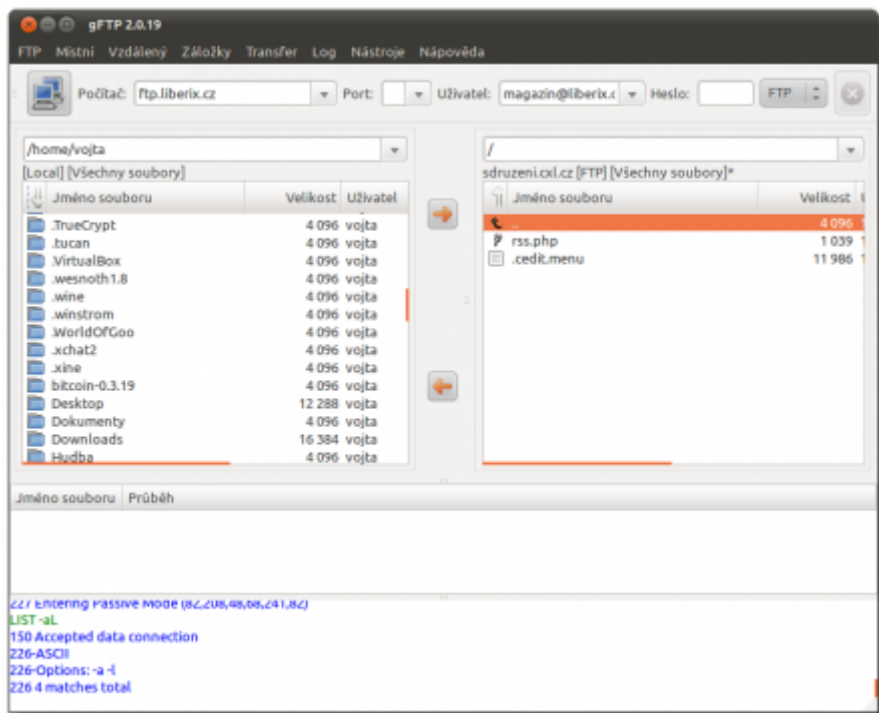 gFTP 2.0.19
FTP Místní Vzdálený Záložky Transfer Log Nástroje Nápověda
Počítač: ftp.liberix.cz Port: Uživatel: magazin@liberix.c Heslo: FTP
/home/vojta
[Local] [Všechny soubory]
Jméno souboru Velikost Uživatel
.TrueCrypt 4 096 vojta
.tucan 4 096 vojta
.VirtualBox 4 096 vojta
.wesnoth1.8 4 096 vojta
.wine 4 096 vojta
.winstrom 4 096 vojta
.WorldOfGoo 4 096 vojta
.xchat2 4 096 vojta
.xine 4 096 vojta
bitcoin-0.3.19 4 096 vojta
Desktop 12 288 vojta
Dokumenty 4 096 vojta
Downloads 16 384 vojta
Hudba 4 096 vojta
/
sdruzeni.cxl.cz [FTP] [Všechny soubory]*
Jméno souboru Velikost
.. 4 096
rss.php 1 039
.cedit.menu 11 986
Jméno souboru Průběh
227 Entering Passive Mode (82,208,48,68,241,82)
LIST -aL
150 Accepted data connection
226-ASCII
226-Options: -a -l
226 4 matches total